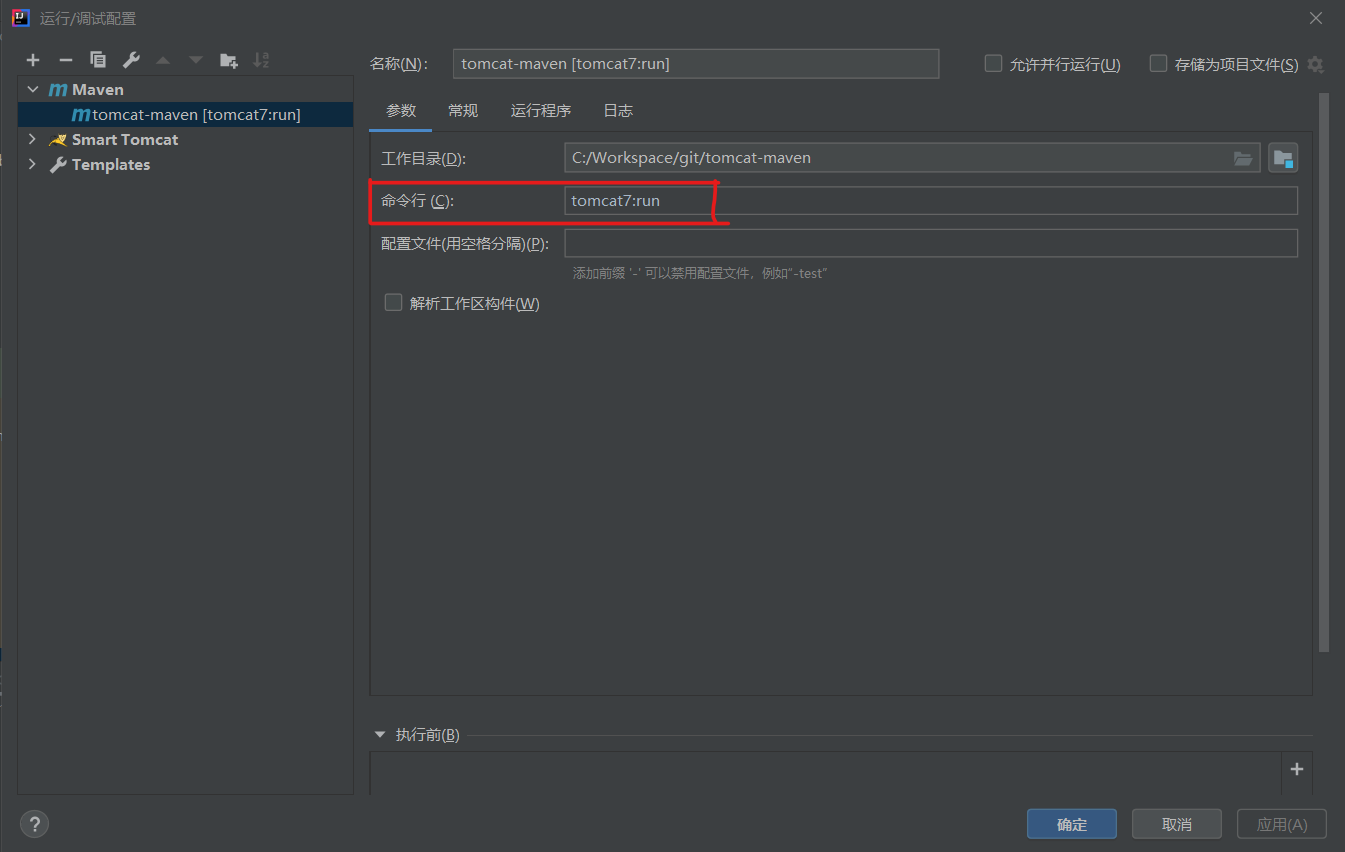 运行/调试配置
名称(N):
tomcat-maven [tomcat7:run]
允许并行运行(U)
存储为项目文件(S)
Maven
tomcat-maven [tomcat7:run]
Smart Tomcat
Templates
参数
常规
运行程序
日志
工作目录(D):
C:/Workspace/git/tomcat-maven
命令行 (C):
tomcat7:run
配置文件(用空格分隔)(P):
添加前缀 '-' 可以禁用配置文件，例如"-test"
解析工作区构件(W)
执行前(B)
确定
取消
应用(A)